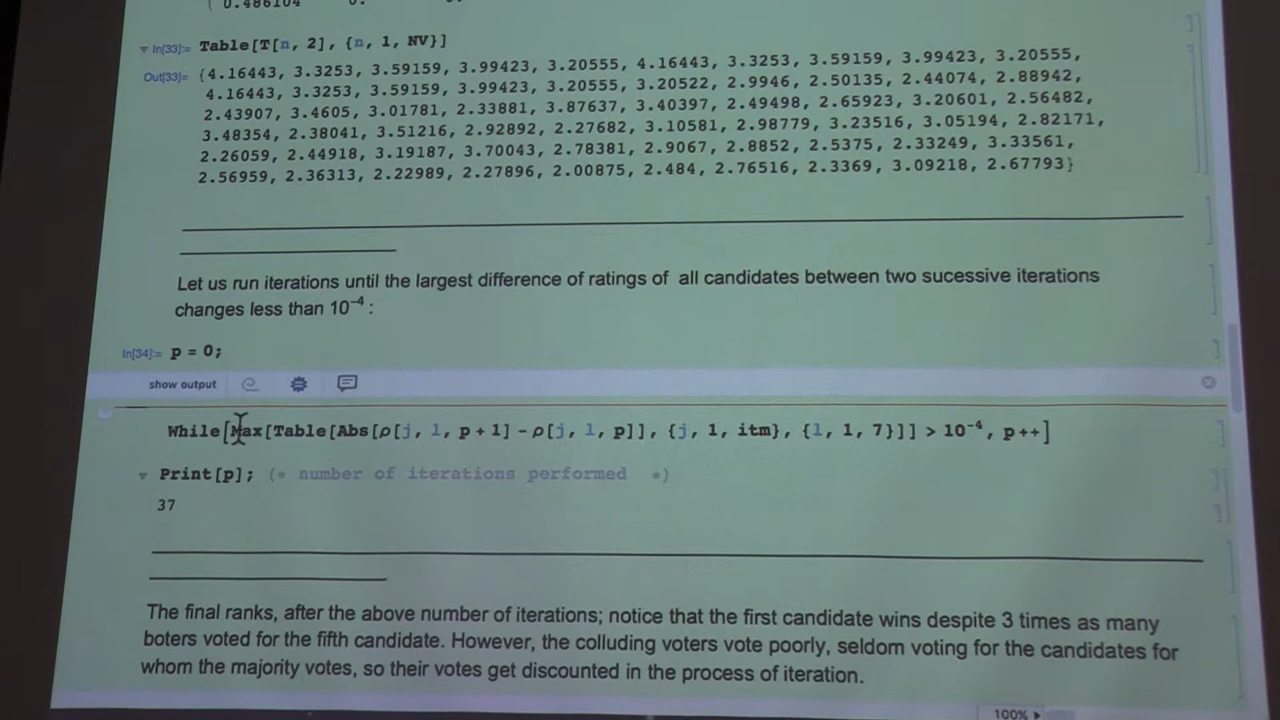 0.486104 0.
In[33]:= Table[T[n, 2], {n, 1, NV}]
Out[33]= {4.16443, 3.3253, 3.59159, 3.99423, 3.20555, 4.16443, 3.3253, 3.59159, 3.99423, 3.20555,
4.16443, 3.3253, 3.59159, 3.99423, 3.20555, 3.20522, 2.9946, 2.50135, 2.44074, 2.88942,
2.43907, 3.4605, 3.01781, 2.33881, 3.87637, 3.40397, 2.49498, 2.65923, 3.20601, 2.56482,
3.48354, 2.38041, 3.51216, 2.92892, 2.27682, 3.10581, 2.98779, 3.23516, 3.05194, 2.82171,
2.26059, 2.44918, 3.19187, 3.70043, 2.78381, 2.9067, 2.8852, 2.5375, 2.33249, 3.33561,
2.56959, 2.36313, 2.22989, 2.27896, 2.00875, 2.484, 2.76516, 2.3369, 3.09218, 2.67793}
Let us run iterations until the largest difference of ratings of all candidates between two sucessive iterations
changes less than 10⁻⁴ :
In[34]:= p = 0;
show output
While[Max[Table[Abs[ρ[j, l, p + 1] - ρ[j, l, p]], {j, 1, itm}, {l, 1, 7}]] > 10⁻⁴, p++]
Print[p]; (* number of iterations performed *)
37
The final ranks, after the above number of iterations; notice that the first candidate wins despite 3 times as many
boters voted for the fifth candidate. However, the colluding voters vote poorly, seldom voting for the candidates for
whom the majority votes, so their votes get discounted in the process of iteration.
100%